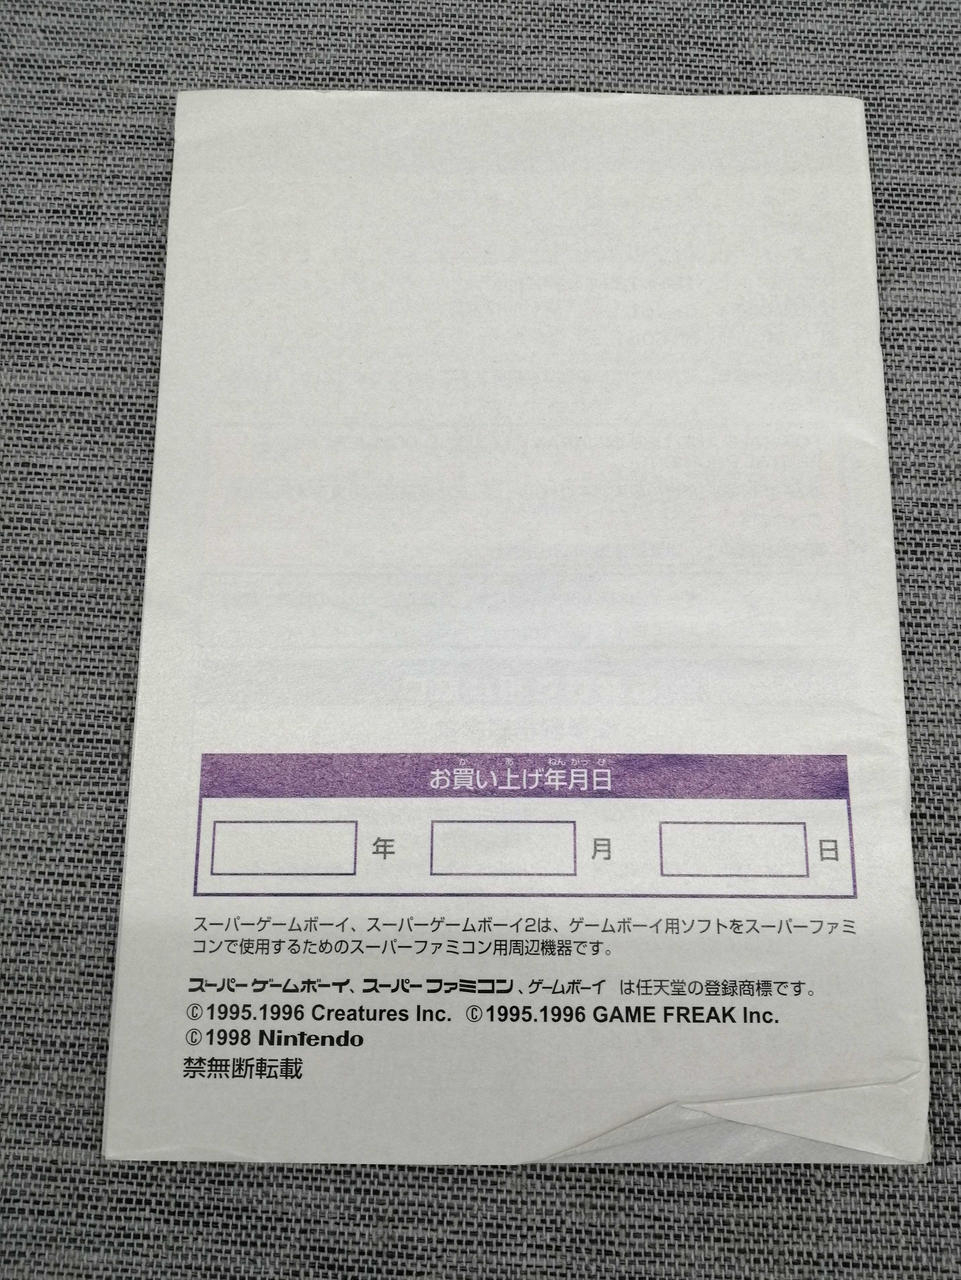 お買い上げ年月日
年 月 日
スーパーゲームボーイ、スーパーゲームボーイ2は、ゲームボーイ用ソフトをスーパーファミ
コンで使用するためのスーパーファミコン用周辺機器です。
スーパーゲームボーイ、スーパーファミコン、ゲームボーイ は任天堂の登録商標です。
©1995.1996 Creatures Inc. ©1995.1996 GAME FREAK Inc.
©1998 Nintendo
禁無断転載